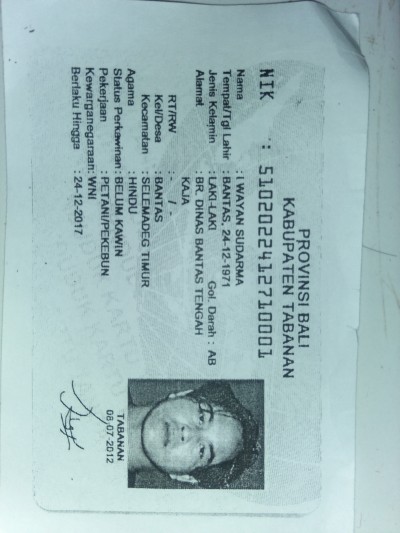 PROVINSI BALI
KABUPATEN TABANAN
NIK : 5102022412710001
Nama : I WAYAN SUDARMA
Tempat/Tgl Lahir : BANTAS, 24-12-1971
Jenis Kelamin : LAKI-LAKI Gol. Darah : AB
Alamat : BR. DINAS BANTAS TENGAH
KAJA
RT/RW : - / -
Kel/Desa : BANTAS
Kecamatan : SELEMADEG TIMUR
Agama : HINDU
Status Perkawinan: BELUM KAWIN
Pekerjaan : PETANI/PEKEBUN
Kewarganegaraan: WNI
Berlaku Hingga : 24-12-2017
TABANAN
08-07-2012